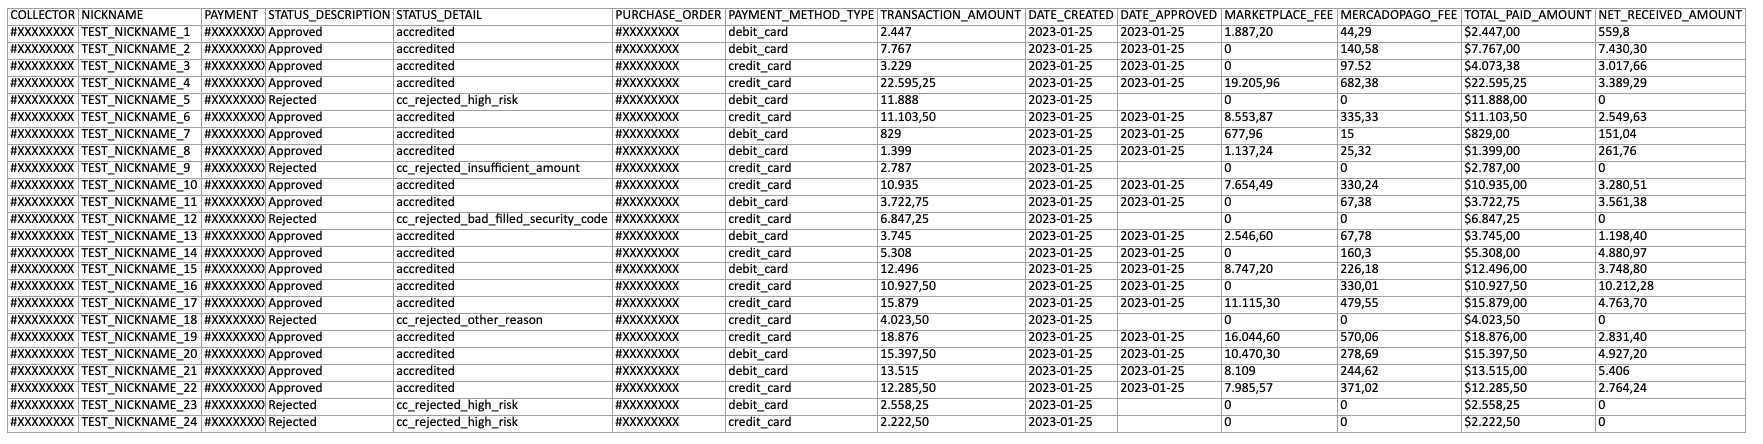 COLLECTOR NICKNAME PAYMENT STATUS_DESCRIPTION STATUS_DETAIL PURCHASE_ORDER PAYMENT_METHOD_TYPE TRANSACTION_AMOUNT DATE_CREATED DATE_APPROVED MARKETPLACE_FEE MERCADOPAGO_FEE TOTAL_PAID_AMOUNT NET_RECEIVED_AMOUNT
#XXXXXXXX TEST_NICKNAME_1 #XXXXXXXX Approved accredited #XXXXXXXX debit_card 2.447 2023-01-25 2023-01-25 1.887,20 44,29 $2.447,00 559,8
#XXXXXXXX TEST_NICKNAME_2 #XXXXXXXX Approved accredited #XXXXXXXX debit_card 7.767 2023-01-25 2023-01-25 0 140,58 $7.767,00 7.430,30
#XXXXXXXX TEST_NICKNAME_3 #XXXXXXXX Approved accredited #XXXXXXXX credit_card 3.229 2023-01-25 2023-01-25 0 97.52 $4.073,38 3.017,66
#XXXXXXXX TEST_NICKNAME_4 #XXXXXXXX Approved accredited #XXXXXXXX credit_card 22.595,25 2023-01-25 2023-01-25 19.205,96 682,38 $22.595,25 3.389,29
#XXXXXXXX TEST_NICKNAME_5 #XXXXXXXX Rejected cc_rejected_high_risk #XXXXXXXX debit_card 11.888 2023-01-25 0 0 $11.888,00 0
#XXXXXXXX TEST_NICKNAME_6 #XXXXXXXX Approved accredited #XXXXXXXX credit_card 11.103,50 2023-01-25 2023-01-25 8.553,87 335,33 $11.103,50 2.549,63
#XXXXXXXX TEST_NICKNAME_7 #XXXXXXXX Approved accredited #XXXXXXXX debit_card 829 2023-01-25 2023-01-25 677,96 15 $829,00 151,04
#XXXXXXXX TEST_NICKNAME_8 #XXXXXXXX Approved accredited #XXXXXXXX debit_card 1.399 2023-01-25 2023-01-25 1.137,24 25,32 $1.399,00 261,76
#XXXXXXXX TEST_NICKNAME_9 #XXXXXXXX Rejected cc_rejected_insufficient_amount #XXXXXXXX credit_card 2.787 2023-01-25 0 0 $2.787,00 0
#XXXXXXXX TEST_NICKNAME_10 #XXXXXXXX Approved accredited #XXXXXXXX credit_card 10.935 2023-01-25 2023-01-25 7.654,49 330,24 $10.935,00 3.280,51
#XXXXXXXX TEST_NICKNAME_11 #XXXXXXXX Approved accredited #XXXXXXXX debit_card 3.722,75 2023-01-25 2023-01-25 0 67,38 $3.722,75 3.561,38
#XXXXXXXX TEST_NICKNAME_12 #XXXXXXXX Rejected cc_rejected_bad_filled_security_code #XXXXXXXX credit_card 6.847,25 2023-01-25 0 0 $6.847,25 0
#XXXXXXXX TEST_NICKNAME_13 #XXXXXXXX Approved accredited #XXXXXXXX debit_card 3.745 2023-01-25 2023-01-25 2.546,60 67,78 $3.745,00 1.198,40
#XXXXXXXX TEST_NICKNAME_14 #XXXXXXXX Approved accredited #XXXXXXXX credit_card 5.308 2023-01-25 2023-01-25 0 160,3 $5.308,00 4.880,97
#XXXXXXXX TEST_NICKNAME_15 #XXXXXXXX Approved accredited #XXXXXXXX debit_card 12.496 2023-01-25 2023-01-25 8.747,20 226,18 $12.496,00 3.748,80
#XXXXXXXX TEST_NICKNAME_16 #XXXXXXXX Approved accredited #XXXXXXXX credit_card 10.927,50 2023-01-25 2023-01-25 0 330,01 $10.927,50 10.212,28
#XXXXXXXX TEST_NICKNAME_17 #XXXXXXXX Approved accredited #XXXXXXXX credit_card 15.879 2023-01-25 2023-01-25 11.115,30 479,55 $15.879,00 4.763,70
#XXXXXXXX TEST_NICKNAME_18 #XXXXXXXX Rejected cc_rejected_other_reason #XXXXXXXX credit_card 4.023,50 2023-01-25 0 0 $4.023,50 0
#XXXXXXXX TEST_NICKNAME_19 #XXXXXXXX Approved accredited #XXXXXXXX credit_card 18.876 2023-01-25 2023-01-25 16.044,60 570,06 $18.876,00 2.831,40
#XXXXXXXX TEST_NICKNAME_20 #XXXXXXXX Approved accredited #XXXXXXXX debit_card 15.397,50 2023-01-25 2023-01-25 10.470,30 278,69 $15.397,50 4.927,20
#XXXXXXXX TEST_NICKNAME_21 #XXXXXXXX Approved accredited #XXXXXXXX debit_card 13.515 2023-01-25 2023-01-25 8.109 244,62 $13.515,00 5.406
#XXXXXXXX TEST_NICKNAME_22 #XXXXXXXX Approved accredited #XXXXXXXX credit_card 12.285,50 2023-01-25 2023-01-25 7.985,57 371,02 $12.285,50 2.764,24
#XXXXXXXX TEST_NICKNAME_23 #XXXXXXXX Rejected cc_rejected_high_risk #XXXXXXXX debit_card 2.558,25 2023-01-25 0 0 $2.558,25 0
#XXXXXXXX TEST_NICKNAME_24 #XXXXXXXX Rejected cc_rejected_high_risk #XXXXXXXX credit_card 2.222,50 2023-01-25 0 0 $2.222,50 0